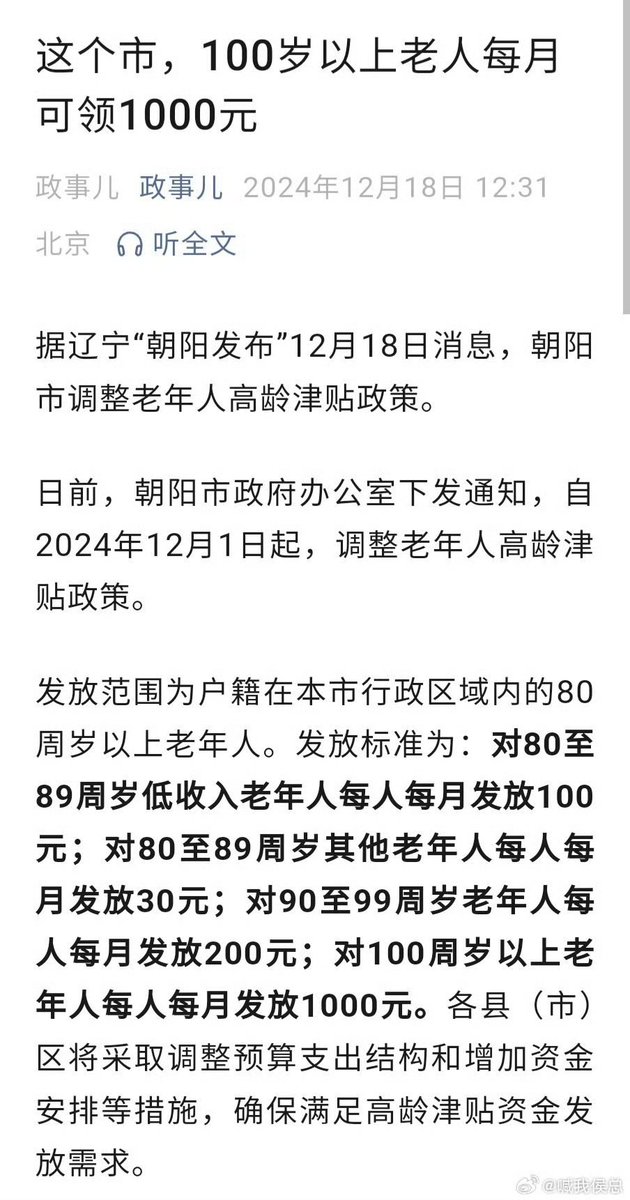 这个市，100岁以上老人每月
可领1000元
政事儿 政事儿 2024年12月18日 12:31
北京 听全文
据辽宁“朝阳发布”12月18日消息，朝阳
市调整老年人高龄津贴政策。
日前，朝阳市政府办公室下发通知，自
2024年12月1日起，调整老年人高龄津
贴政策。
发放范围为户籍在本市行政区域内的80
周岁以上老年人。发放标准为：对80至
89周岁低收入老年人每人每月发放100
元；对80至89周岁其他老年人每人每
月发放30元；对90至99周岁老年人每
人每月发放200元；对100周岁以上老
年人每人每月发放1000元。各县（市）
区将采取调整预算支出结构和增加资金
安排等措施，确保满足高龄津贴资金发
放需求。
@喊我侯总